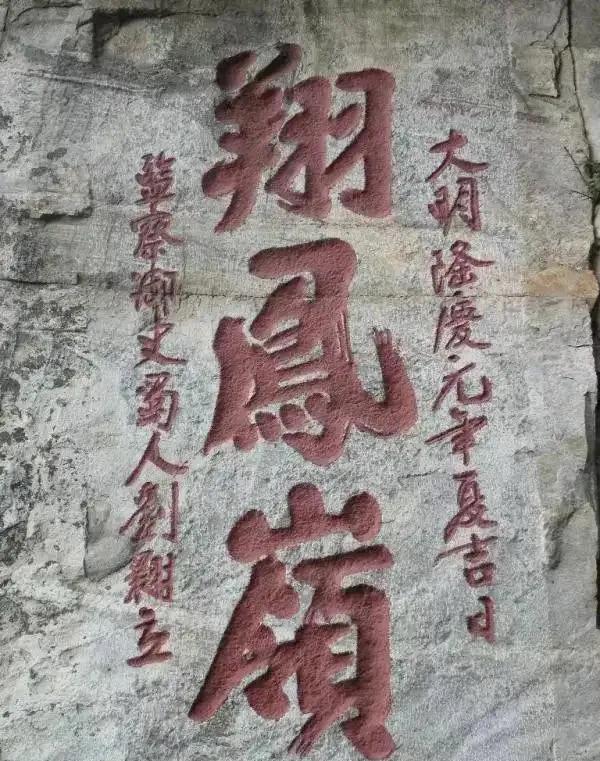 大明隆慶元年夏吉日
翔鳳嶺
監察御史蜀人劉翾立